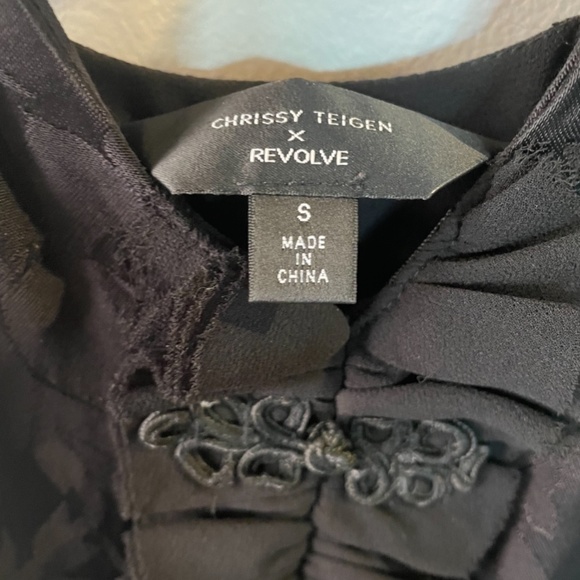 CHRISSY TEIGEN
X
REVOLVE
S
MADE
IN
CHINA